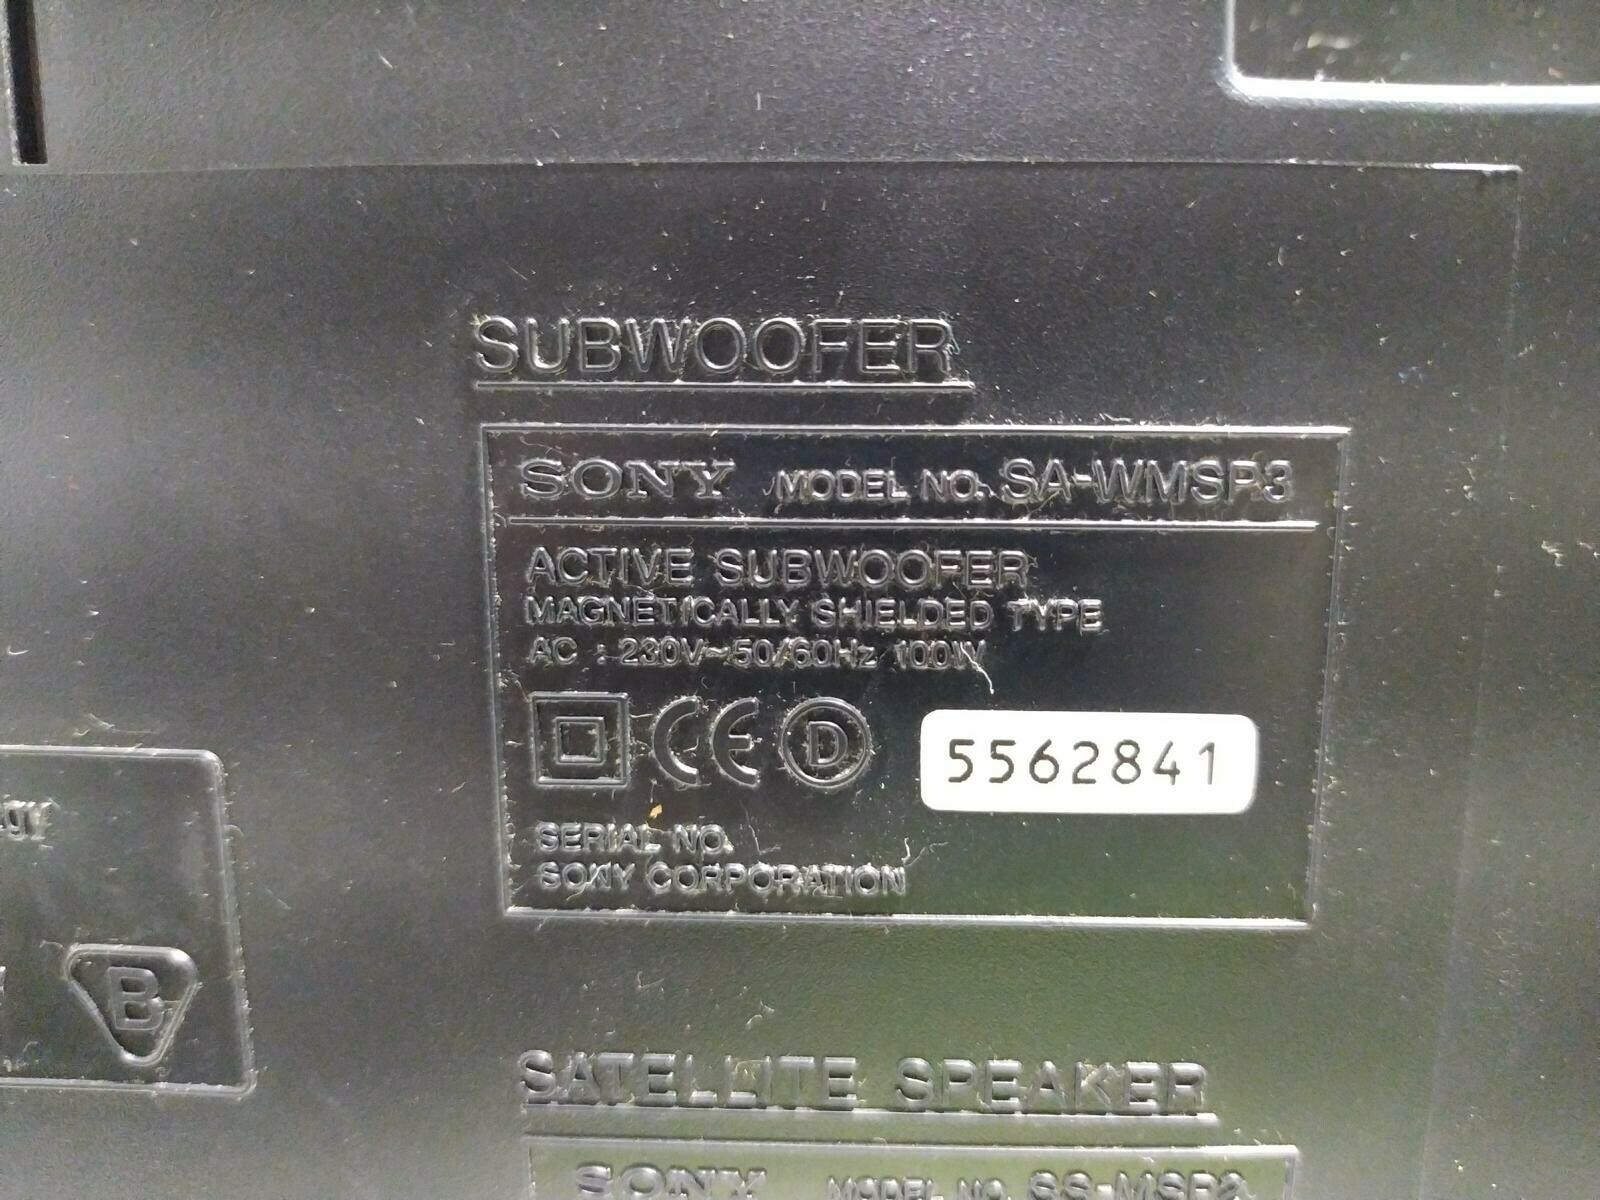 SUBWOOFER
SONY MODEL NO. SA-WMSP3
ACTIVE SUBWOOFER
MAGNETICALLY SHIELDED TYPE
AC : 230V~50/60Hz 100W
CE D
5562841
SERIAL NO.
SONY CORPORATION
B
SATELLITE SPEAKER
SONY MODEL NO.